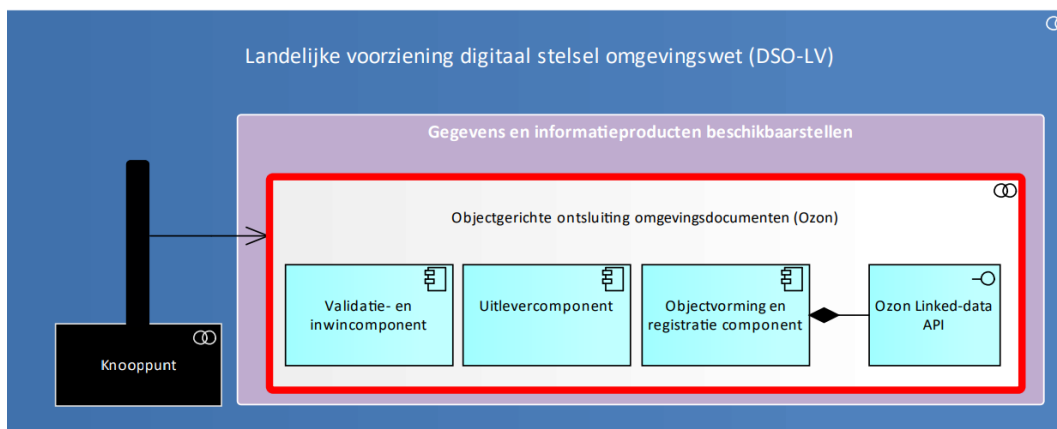 Landelijke voorziening digitaal stelsel omgevingswet (DSO-LV)
Gegevens en informatieproducten beschikbaarstellen
Objectgerichte ontsluiting omgevingsdocumenten (Ozon)
Validatie- en
inwincomponent
Uitlevercomponent
Objectvorming en
registratie component
Ozon Linked-data
API
Knooppunt